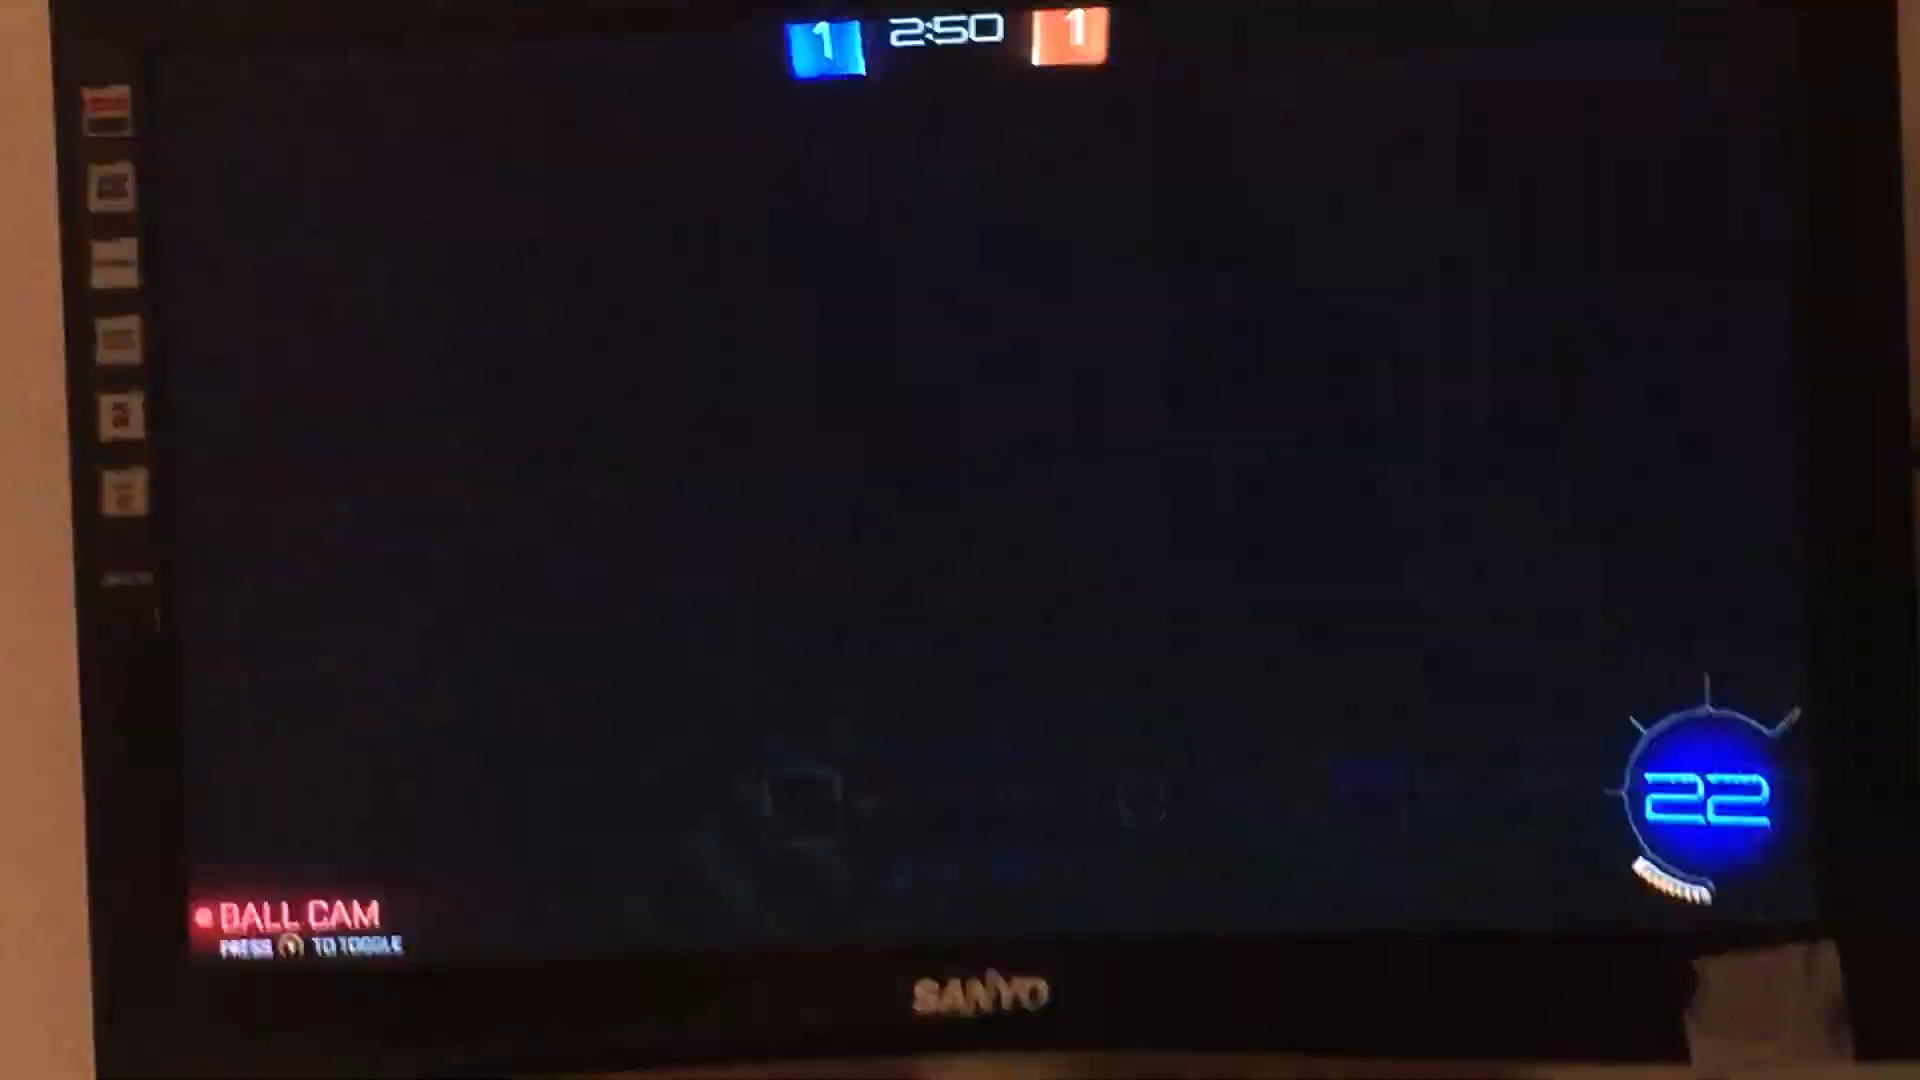 1 2:50 1
22
BALL CAM
PRESS TO TOGGLE
SANYO